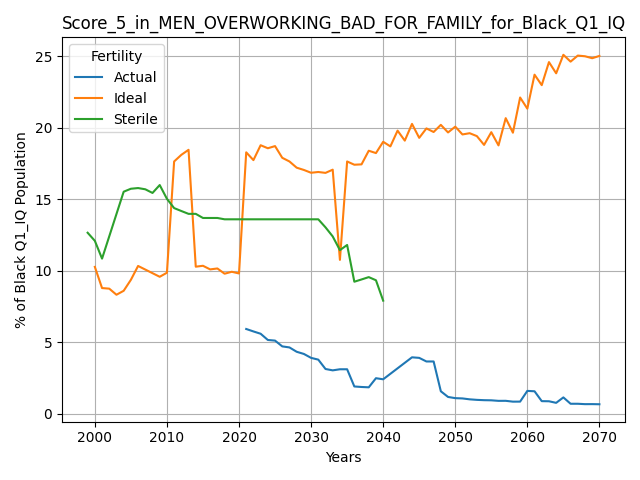 Score_5_in_MEN_OVERWORKING_BAD_FOR_FAMILY_for_Black_Q1_IQ
Fertility
Actual
Ideal
Sterile
% of Black Q1_IQ Population
25
20
15
10
5
0
2000 2010 2020 2030 2040 2050 2060 2070
Years